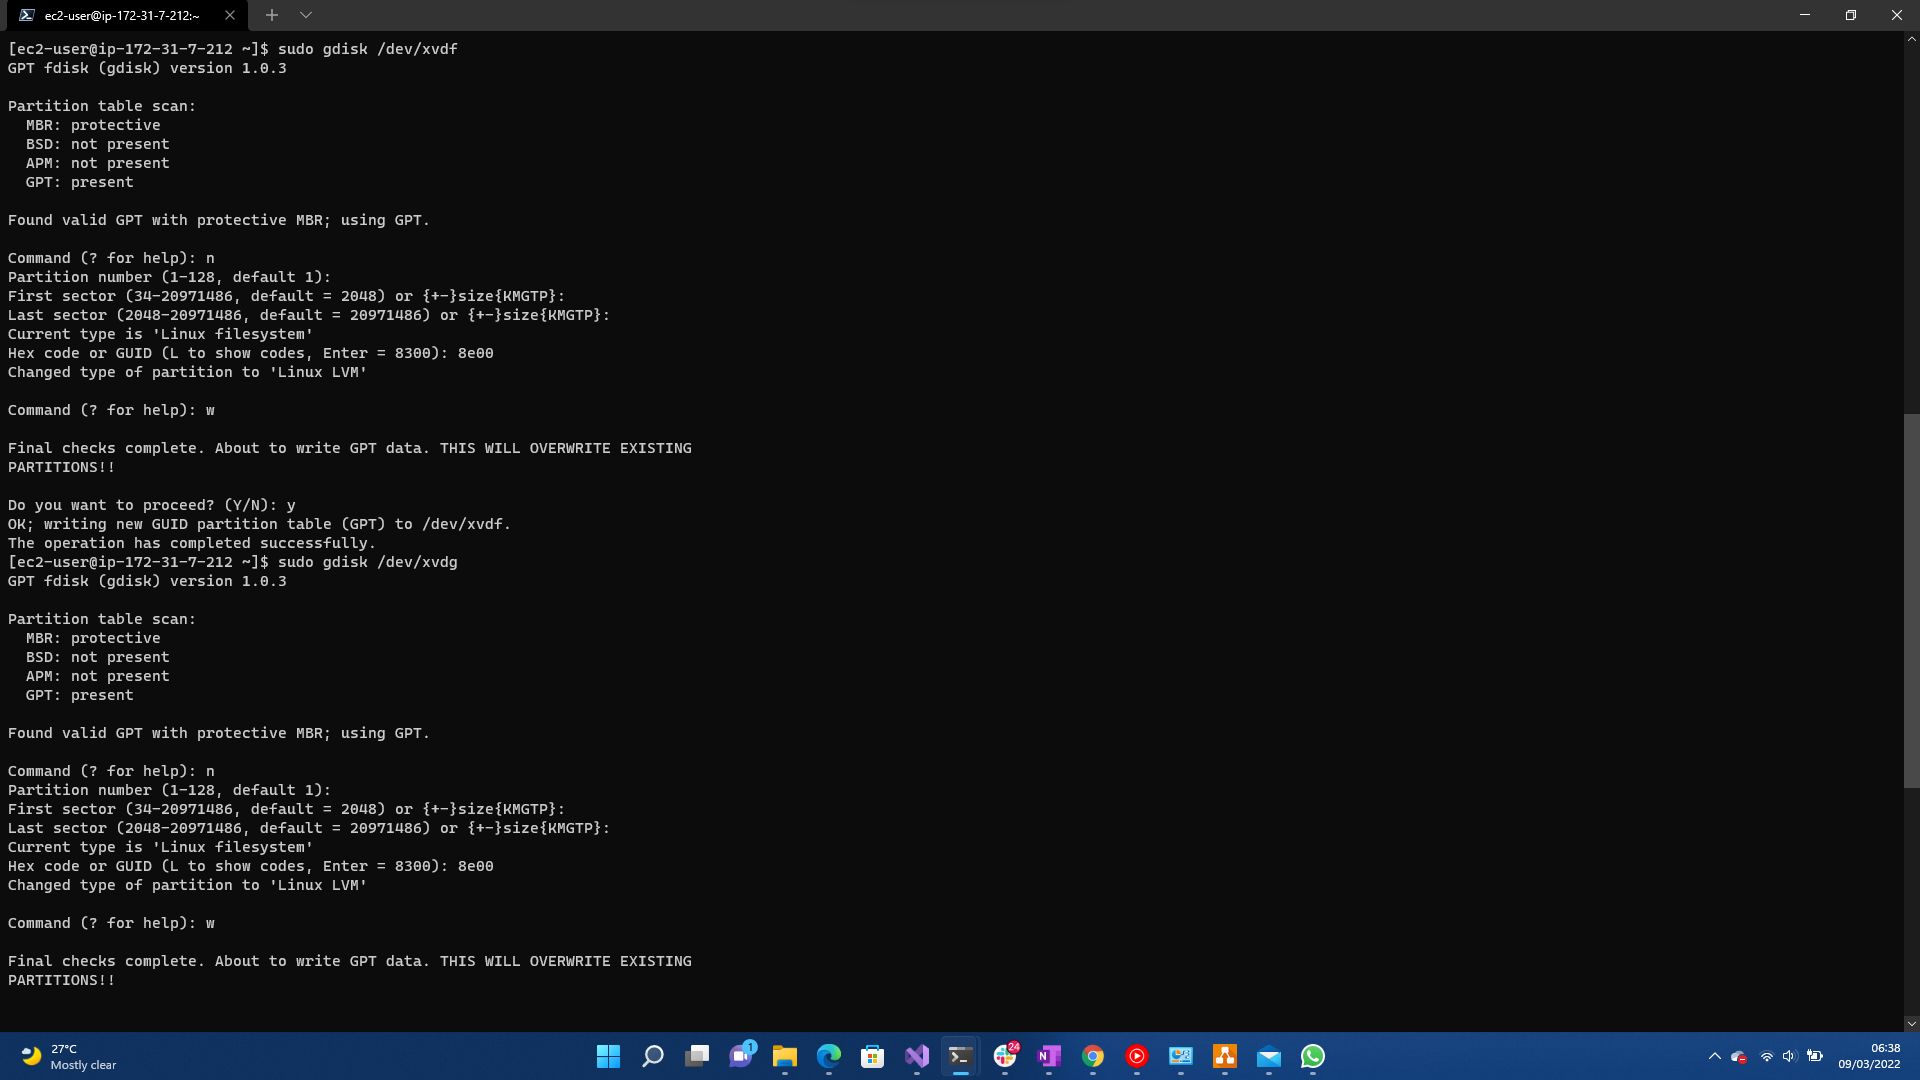 ec2-user@ip-172-31-7-212:~
[ec2-user@ip-172-31-7-212 ~]$ sudo gdisk /dev/xvdf
GPT fdisk (gdisk) version 1.0.3
Partition table scan:
  MBR: protective
  BSD: not present
  APM: not present
  GPT: present
Found valid GPT with protective MBR; using GPT.
Command (? for help): n
Partition number (1-128, default 1):
First sector (34-20971486, default = 2048) or {+-}size{KMGTP}:
Last sector (2048-20971486, default = 20971486) or {+-}size{KMGTP}:
Current type is 'Linux filesystem'
Hex code or GUID (L to show codes, Enter = 8300): 8e00
Changed type of partition to 'Linux LVM'
Command (? for help): w
Final checks complete. About to write GPT data. THIS WILL OVERWRITE EXISTING
PARTITIONS!!
Do you want to proceed? (Y/N): y
OK; writing new GUID partition table (GPT) to /dev/xvdf.
The operation has completed successfully.
[ec2-user@ip-172-31-7-212 ~]$ sudo gdisk /dev/xvdg
GPT fdisk (gdisk) version 1.0.3
Partition table scan:
  MBR: protective
  BSD: not present
  APM: not present
  GPT: present
Found valid GPT with protective MBR; using GPT.
Command (? for help): n
Partition number (1-128, default 1):
First sector (34-20971486, default = 2048) or {+-}size{KMGTP}:
Last sector (2048-20971486, default = 20971486) or {+-}size{KMGTP}:
Current type is 'Linux filesystem'
Hex code or GUID (L to show codes, Enter = 8300): 8e00
Changed type of partition to 'Linux LVM'
Command (? for help): w
Final checks complete. About to write GPT data. THIS WILL OVERWRITE EXISTING
PARTITIONS!!
27°C
Mostly clear
1
24
N
06:38
09/03/2022